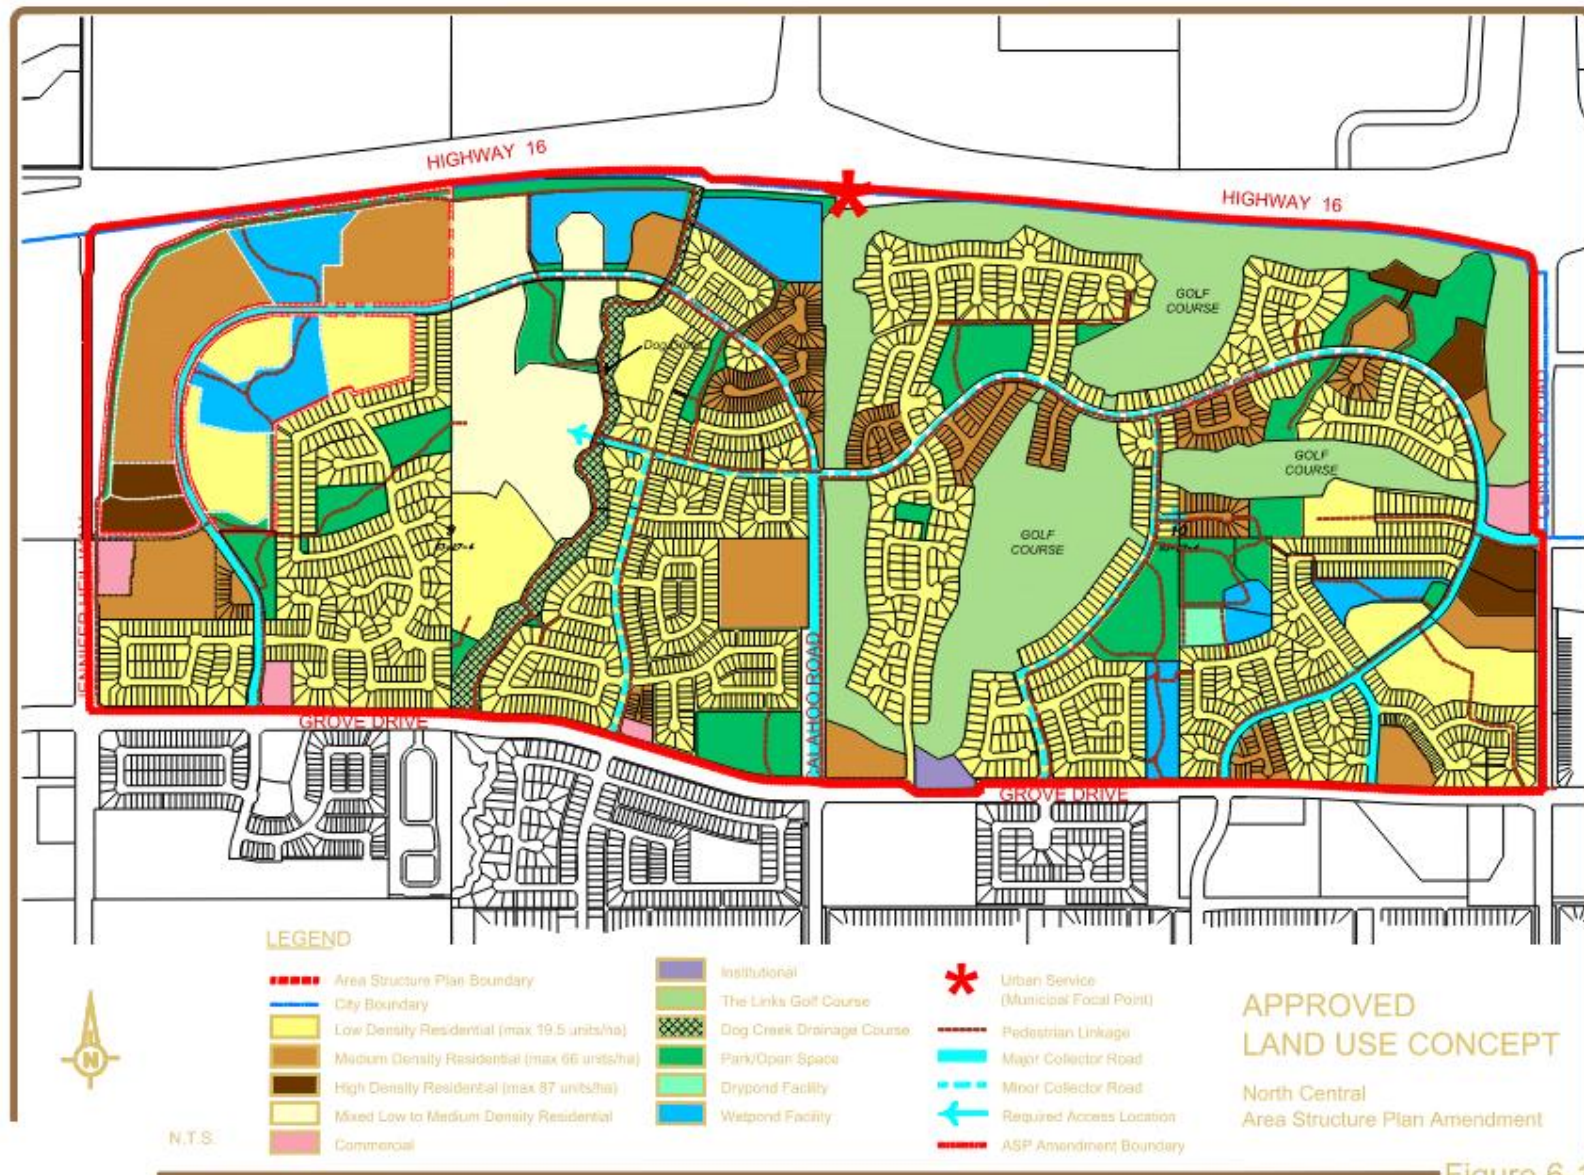 HIGHWAY 16
HIGHWAY 16
GOLF
COURSE
GOLF
COURSE
GOLF
COURSE
GROVE DRIVE
GROVE DRIVE
LEGEND
Area Structure Plan Boundary
City Boundary
Low Density Residential (max 19.5 units/ha)
Medium Density Residential (max 66 units/ha)
High Density Residential (max 87 units/ha)
Mixed Low to Medium Density Residential
Commercial
Institutional
The Links Golf Course
Dog Creek Drainage Course
Park/Open Space
Drypond Facility
Wetpond Facility
Urban Service
(Municipal Focal Point)
Pedestrian Linkage
Major Collector Road
Minor Collector Road
Required Access Location
ASP Amendment Boundary
APPROVED
LAND USE CONCEPT
North Central
Area Structure Plan Amendment
N
N.T.S.